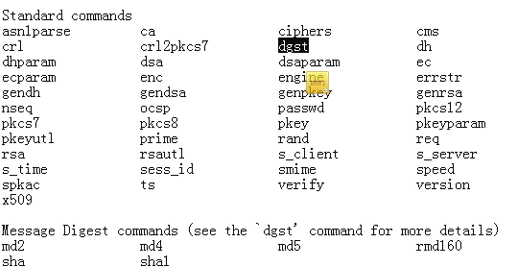 Standard commands
asn1parse ca ciphers cms
crl crl2pkcs7 dgst dh
dhparam dsa dsaparam ec
ecparam enc engine errstr
gendh gendsa genpkey genrsa
nseq ocsp passwd pkcs12
pkcs7 pkcs8 pkey pkeyparam
pkeyutl prime rand req
rsa rsautl s_client s_server
s_time sess_id smime speed
spkac ts verify version
x509
Message Digest commands (see the `dgst' command for more details)
md2 md4 md5 rmd160
sha sha1